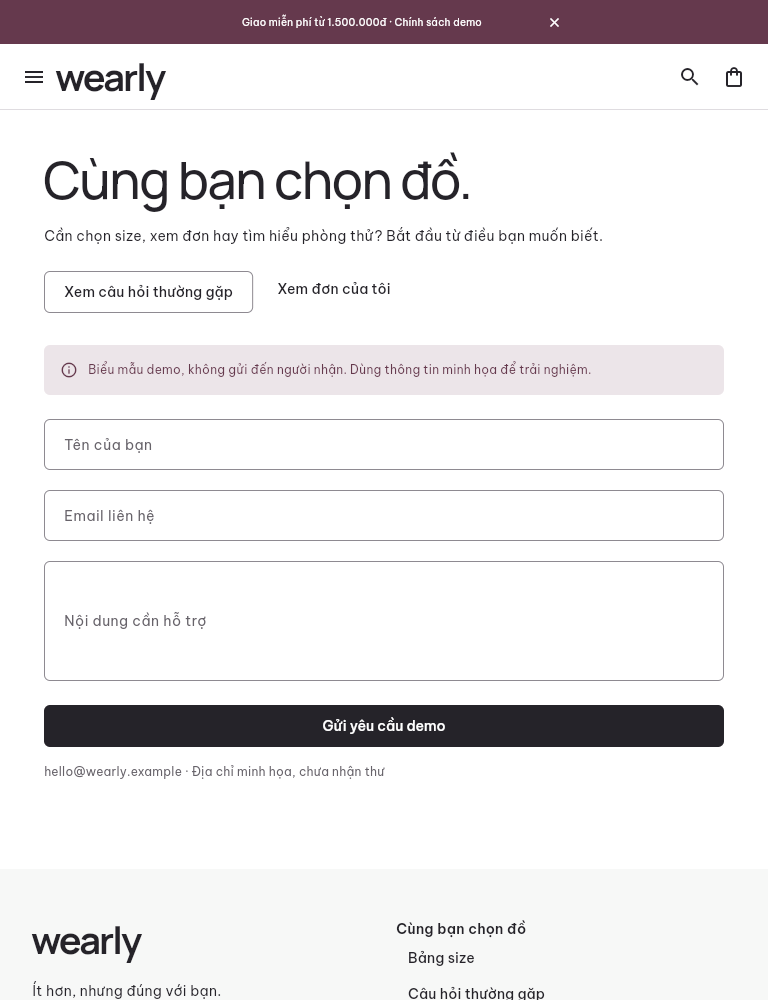 Giao miễn phí từ 1.500.000đ · Chính sách demo
wearly
Cùng bạn chọn đồ.
Cần chọn size, xem đơn hay tìm hiểu phòng thử? Bắt đầu từ điều bạn muốn biết.
Xem câu hỏi thường gặp
Xem đơn của tôi
Biểu mẫu demo, không gửi đến người nhận. Dùng thông tin minh họa để trải nghiệm.
Tên của bạn
Email liên hệ
Nội dung cần hỗ trợ
Gửi yêu cầu demo
hello@wearly.example · Địa chỉ minh họa, chưa nhận thư
wearly
Ít hơn, nhưng đúng với bạn.
Cùng bạn chọn đồ
Bảng size
Câu hỏi thường gặp